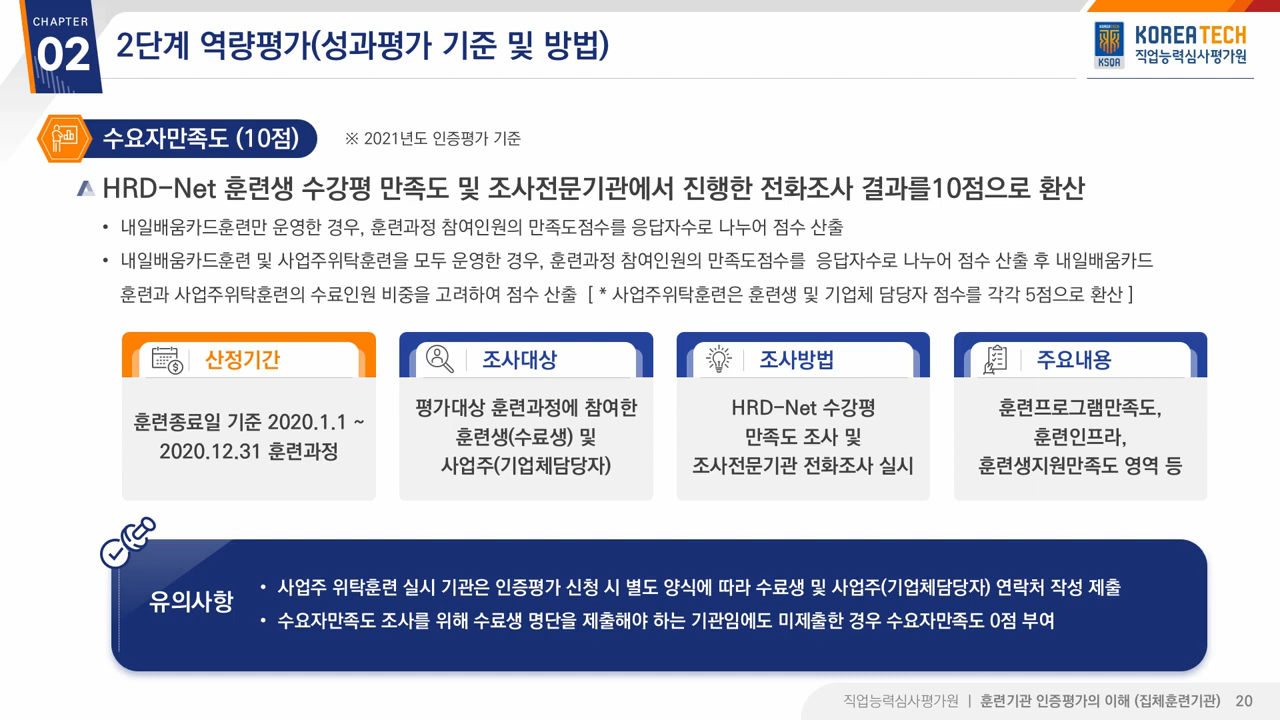 CHAPTER
02
2단계 역량평가(성과평가 기준 및 방법)
KSQA
KOREATECH
직업능력심사평가원
수요자만족도 (10점)
※ 2021년도 인증평가 기준
HRD-Net 훈련생 수강평 만족도 및 조사전문기관에서 진행한 전화조사 결과를10점으로 환산
• 내일배움카드훈련만 운영한 경우, 훈련과정 참여인원의 만족도점수를 응답자수로 나누어 점수 산출
• 내일배움카드훈련 및 사업주위탁훈련을 모두 운영한 경우, 훈련과정 참여인원의 만족도점수를 응답자수로 나누어 점수 산출 후 내일배움카드
훈련과 사업주위탁훈련의 수료인원 비중을 고려하여 점수 산출 [ * 사업주위탁훈련은 훈련생 및 기업체 담당자 점수를 각각 5점으로 환산 ]
산정기간
훈련종료일 기준 2020.1.1 ~
2020.12.31 훈련과정
조사대상
평가대상 훈련과정에 참여한
훈련생(수료생) 및
사업주(기업체담당자)
조사방법
HRD-Net 수강평
만족도 조사 및
조사전문기관 전화조사 실시
주요내용
훈련프로그램만족도,
훈련인프라,
훈련생지원만족도 영역 등
유의사항
• 사업주 위탁훈련 실시 기관은 인증평가 신청 시 별도 양식에 따라 수료생 및 사업주(기업체담당자) 연락처 작성 제출
• 수요자만족도 조사를 위해 수료생 명단을 제출해야 하는 기관임에도 미제출한 경우 수요자만족도 0점 부여
직업능력심사평가원 | 훈련기관 인증평가의 이해 (집체훈련기관) 20